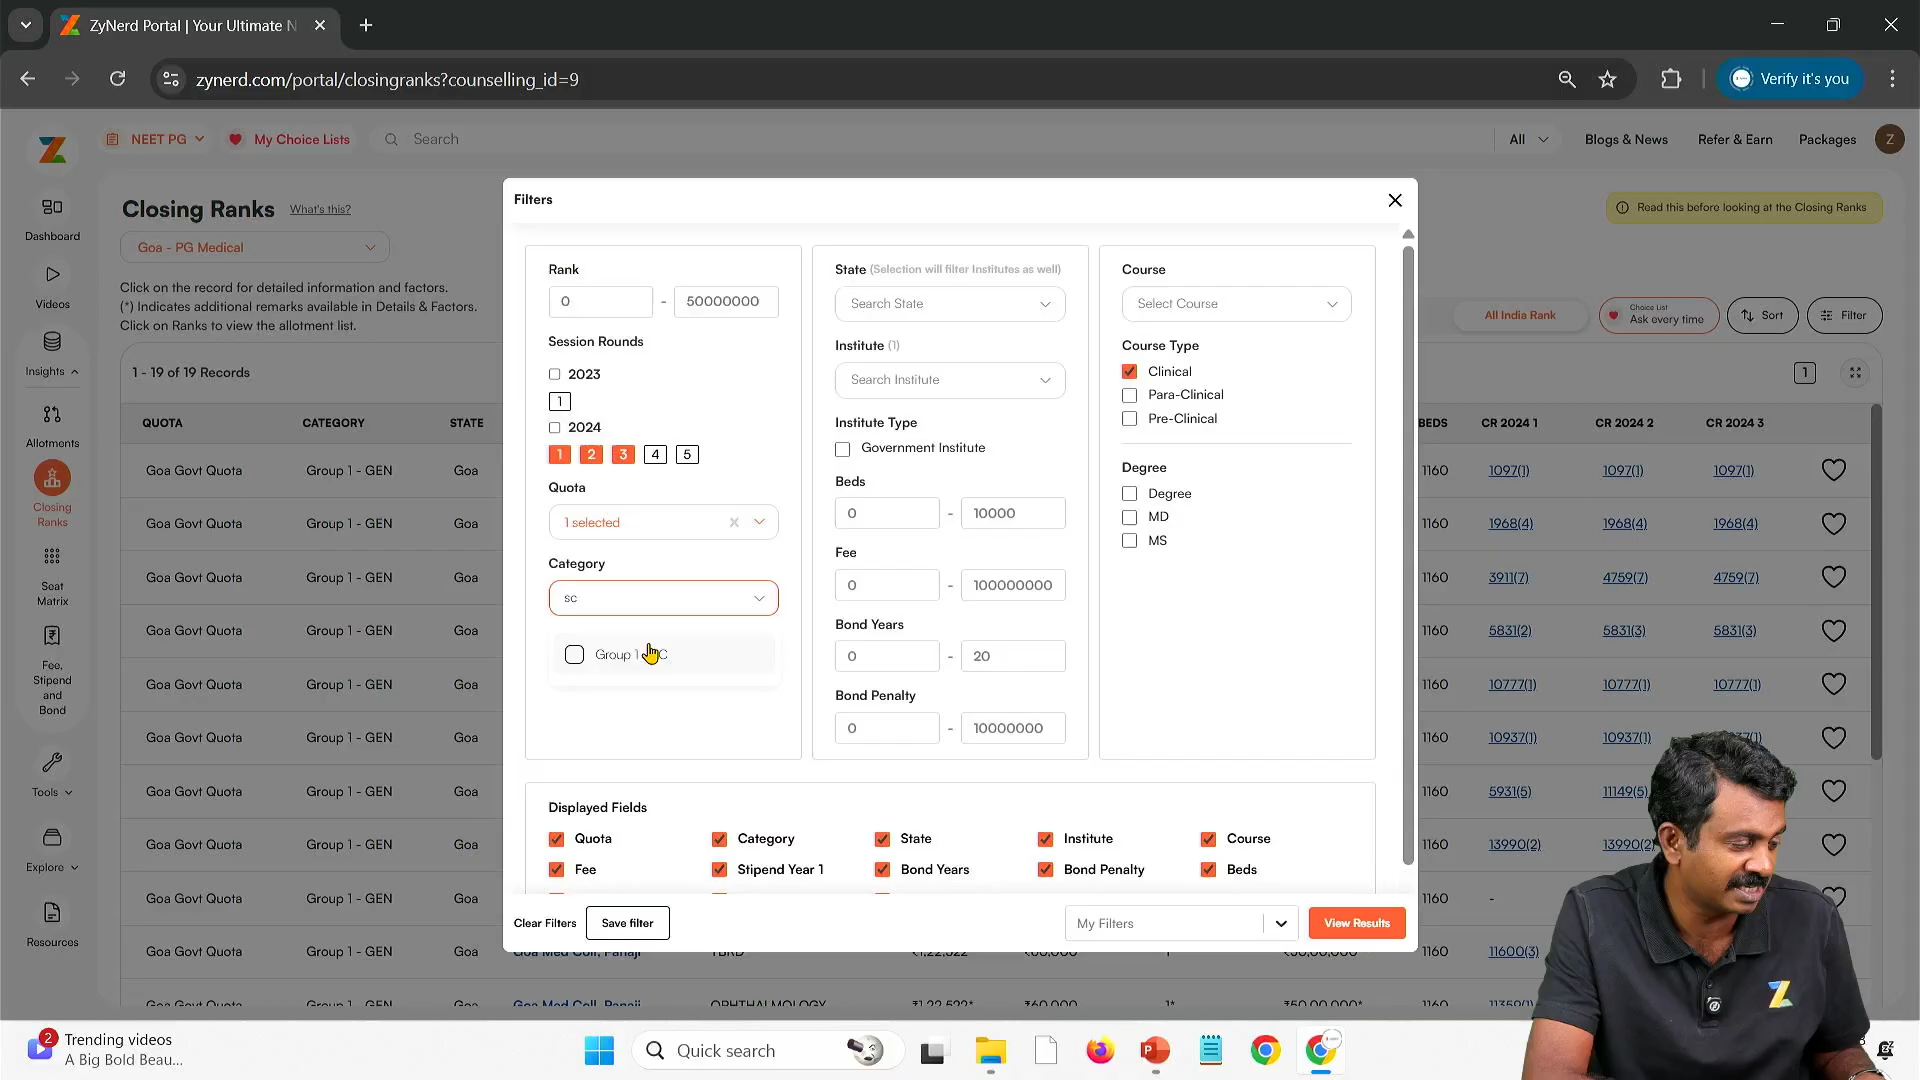 ZyNerd Portal | Your Ultimate N
zynerd.com/portal/closingranks?counselling_id=9
Verify it's you
NEET PG
My Choice Lists
Search
All
Blogs & News
Refer & Earn
Packages
Z
Dashboard
Videos
Insights
Allotments
Closing
Ranks
Seat
Matrix
Fee,
Stipend
and
Bond
Tools
Explore
Resources
Closing Ranks
What's this?
Read this before looking at the Closing Ranks
Goa - PG Medical
Click on the record for detailed information and factors.
(*) Indicates additional remarks available in Details & Factors.
Click on Ranks to view the allotment list.
All India Rank
Choice List
Ask every time
Sort
Filter
1 - 19 of 19 Records
1
QUOTA CATEGORY STATE BEDS CR 2024 1 CR 2024 2 CR 2024 3
Goa Govt Quota Group 1 - GEN Goa 1160 1097(1) 1097(1) 1097(1)
Goa Govt Quota Group 1 - GEN Goa 1160 1968(4) 1968(4) 1968(4)
Goa Govt Quota Group 1 - GEN Goa 1160 3911(7) 4759(7) 4759(7)
Goa Govt Quota Group 1 - GEN Goa 1160 5831(2) 5831(3) 5831(3)
Goa Govt Quota Group 1 - GEN Goa 1160 10777(1) 10777(1) 10777(1)
Goa Govt Quota Group 1 - GEN Goa 1160 10937(1) 10937(1)
Goa Govt Quota Group 1 - GEN Goa 1160 5931(5) 11149(5)
Goa Govt Quota Group 1 - GEN Goa 1160 13990(2) 13990(2)
Goa Govt Quota Group 1 - GEN Goa 1160 -
Goa Govt Quota Group 1 - GEN Goa Goa Med Coll, Panaji TBRD ₹1,22,522 ₹60,000 1 ₹50,00,000* 1160 11600(3)
Goa Govt Quota Group 1 - GEN Goa Goa Med Coll, Panaji OPHTHALMOLOGY ₹1,22,522* ₹60,000 1* ₹50,00,000* 1160 11359(1)
Filters
Rank
0 - 50000000
Session Rounds
2023
1
2024
1 2 3 4 5
Quota
1 selected
Category
sc
Group 1
State (Selection will filter Institutes as well)
Search State
Institute (1)
Search Institute
Institute Type
Government Institute
Beds
0 - 10000
Fee
0 - 100000000
Bond Years
0 - 20
Bond Penalty
0 - 10000000
Course
Select Course
Course Type
Clinical
Para-Clinical
Pre-Clinical
Degree
Degree
MD
MS
Displayed Fields
Quota Category State Institute Course
Fee Stipend Year 1 Bond Years Bond Penalty Beds
Clear Filters
Save filter
My Filters
View Results
2
Trending videos
A Big Bold Beau...
Quick search